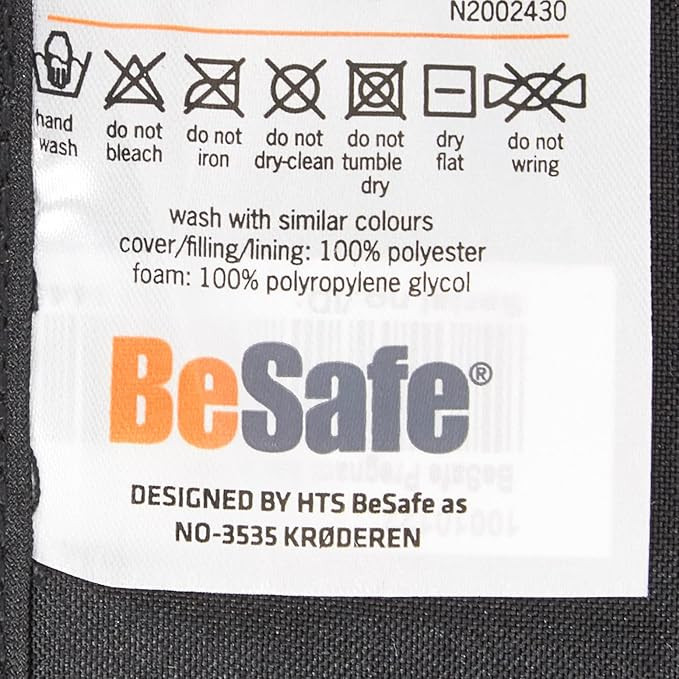 N2002430
hand wash
do not bleach
do not iron
do not dry-clean
do not tumble dry
dry flat
do not wring
wash with similar colours
cover/filling/lining: 100% polyester
foam: 100% polyropylene glycol
BeSafe®
DESIGNED BY HTS BeSafe as
NO-3535 KRØDEREN